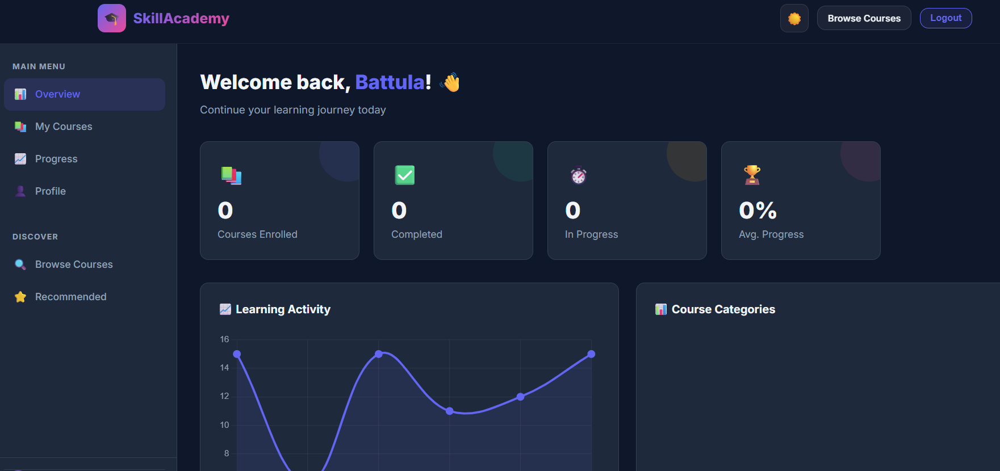 SkillAcademy
Browse Courses
Logout
MAIN MENU
Overview
My Courses
Progress
Profile
DISCOVER
Browse Courses
Recommended
Welcome back, Battula!
Continue your learning journey today
0
Courses Enrolled
0
Completed
0
In Progress
0%
Avg. Progress
Learning Activity
16
14
12
10
8
Course Categories